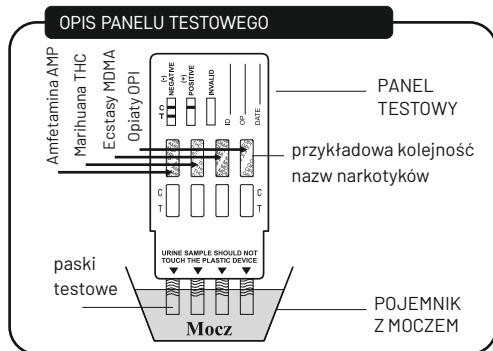 OPIS PANELU TESTOWEGO
Amfetamina AMP
Marihuana THC
Ecstasy MDMA
Opiaty OPI
(-)
NEGATIVE
(+)
POSITIVE
INVALID
C
T
ID
OP
DATE
PANEL
TESTOWY
przykładowa kolejność
nazw narkotyków
C
T
C
T
URINE SAMPLE SHOULD NOT
TOUCH THE PLASTIC DEVICE
paski
testowe
Mocz
POJEMNIK
Z MOCZEM